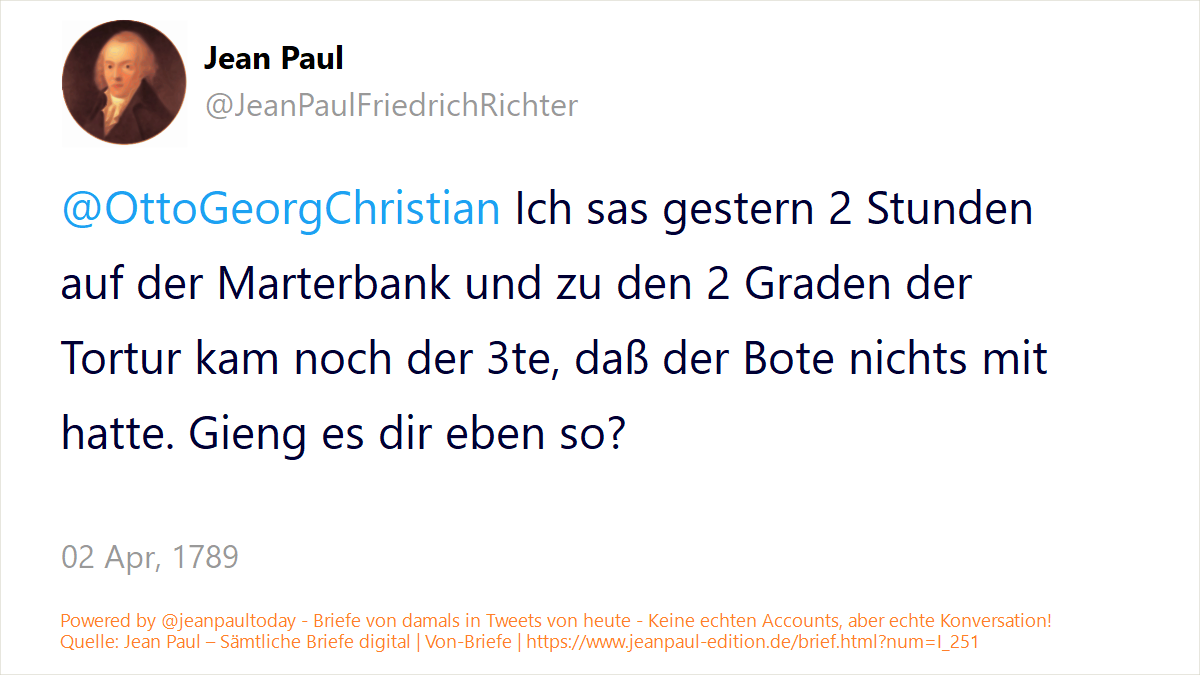 Jean Paul
@JeanPaulFriedrichRichter
@OttoGeorgChristian Ich sas gestern 2 Stunden
auf der Marterbank und zu den 2 Graden der
Tortur kam noch der 3te, daß der Bote nichts mit
hatte. Gieng es dir eben so?
02 Apr, 1789
Powered by @jeanpaultoday - Briefe von damals in Tweets von heute - Keine echten Accounts, aber echte Konversation!
Quelle: Jean Paul – Sämtliche Briefe digital | Von-Briefe | https://www.jeanpaul-edition.de/brief.html?num=I_251